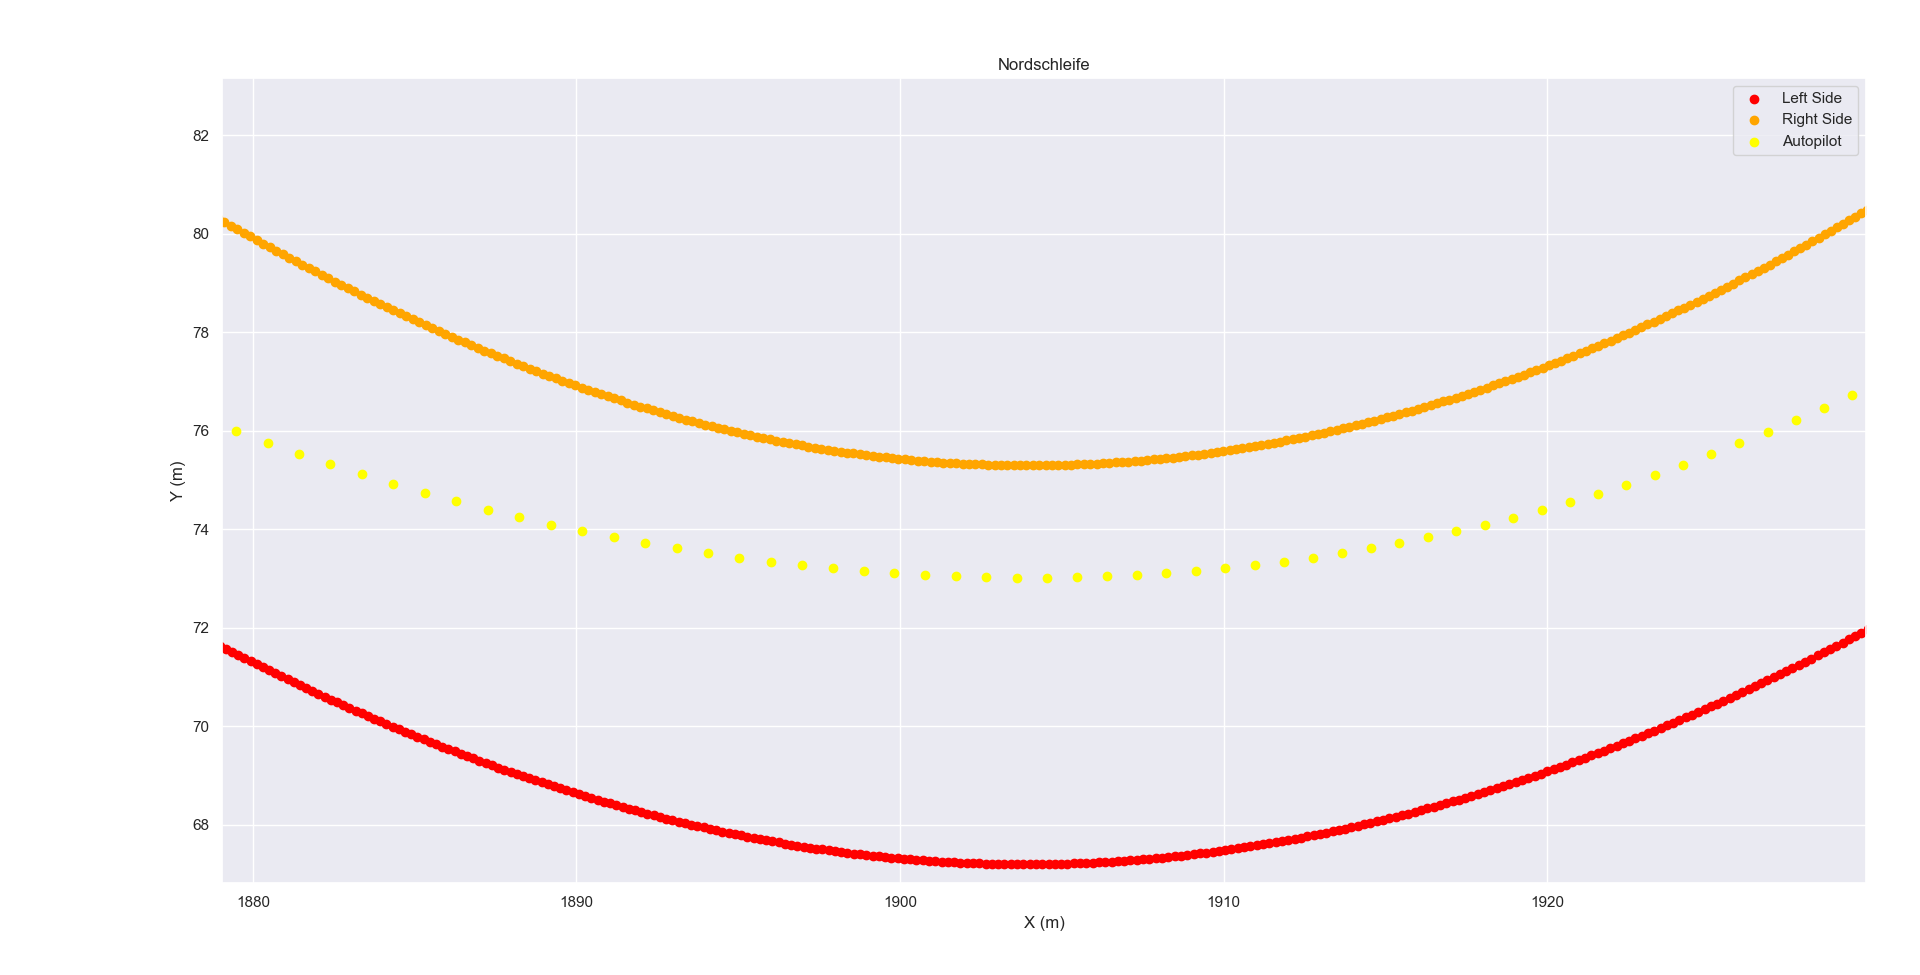 Nordschleife
Left Side
Right Side
Autopilot
82
80
78
76
74
72
70
68
Y (m)
1880
1890
1900
1910
1920
X (m)